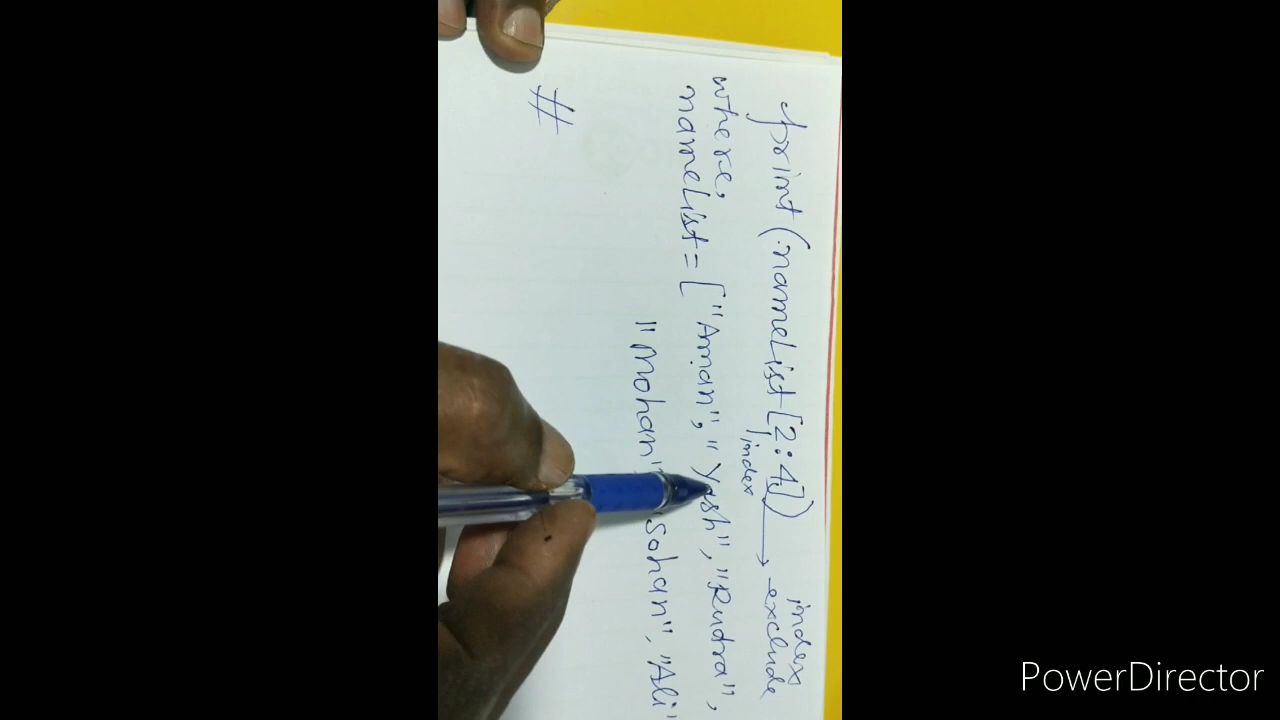 print(nameList[2:4])
index
index
exclude
where,
nameList = ["Aman", "Yash", "Rudra",
"Mohan" "Sohan", "Ali"
#
PowerDirector